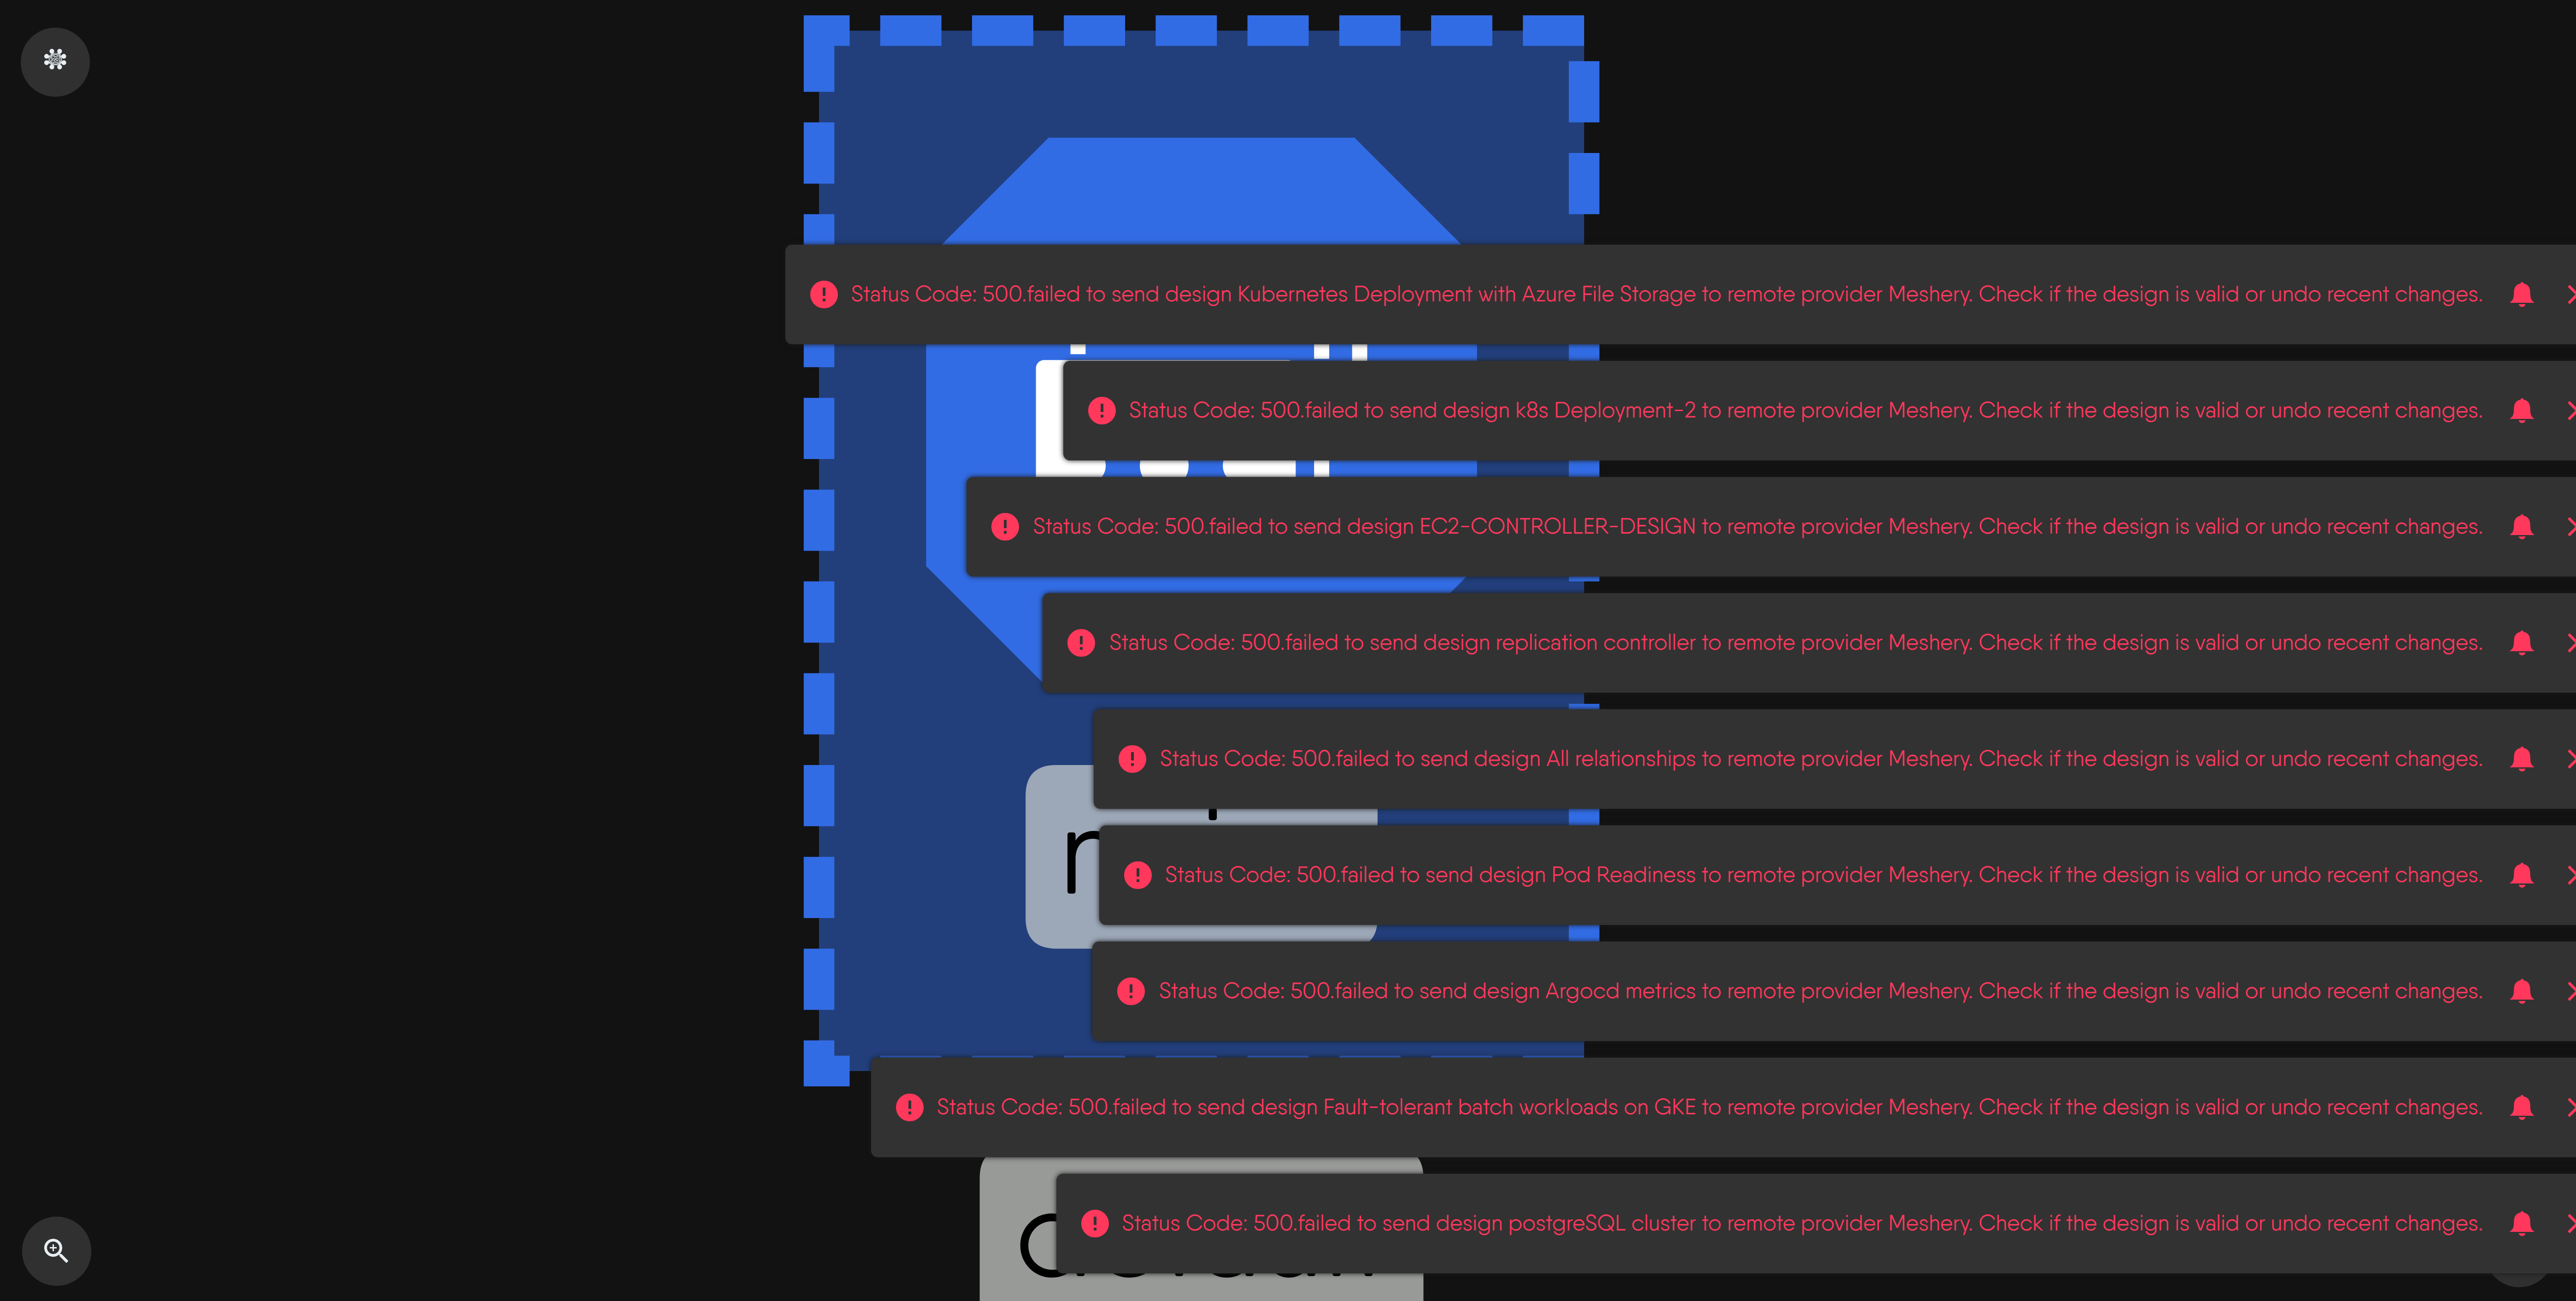 Status Code: 500.failed to send design Kubernetes Deployment with Azure File Storage to remote provider Meshery. Check if the design is valid or undo recent changes.
Status Code: 500.failed to send design k8s Deployment-2 to remote provider Meshery. Check if the design is valid or undo recent changes.
Status Code: 500.failed to send design EC2-CONTROLLER-DESIGN to remote provider Meshery. Check if the design is valid or undo recent changes.
Status Code: 500.failed to send design replication controller to remote provider Meshery. Check if the design is valid or undo recent changes.
Status Code: 500.failed to send design All relationships to remote provider Meshery. Check if the design is valid or undo recent changes.
Status Code: 500.failed to send design Pod Readiness to remote provider Meshery. Check if the design is valid or undo recent changes.
Status Code: 500.failed to send design Argocd metrics to remote provider Meshery. Check if the design is valid or undo recent changes.
Status Code: 500.failed to send design Fault-tolerant batch workloads on GKE to remote provider Meshery. Check if the design is valid or undo recent changes.
Status Code: 500.failed to send design postgreSQL cluster to remote provider Meshery. Check if the design is valid or undo recent changes.